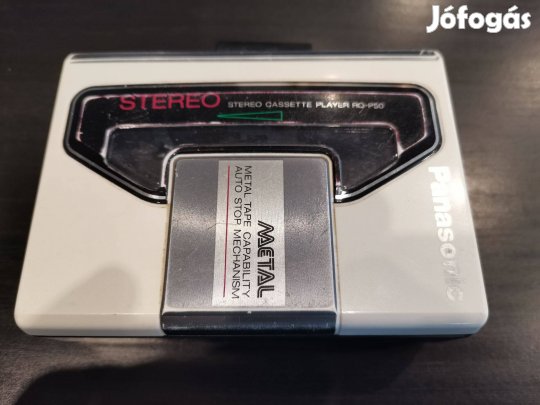 Jófogás
STEREO STEREO CASSETTE PLAYER RQ-P50
METAL
METAL TAPE CAPABILITY
AUTO STOP MECHANISM
Panasonic